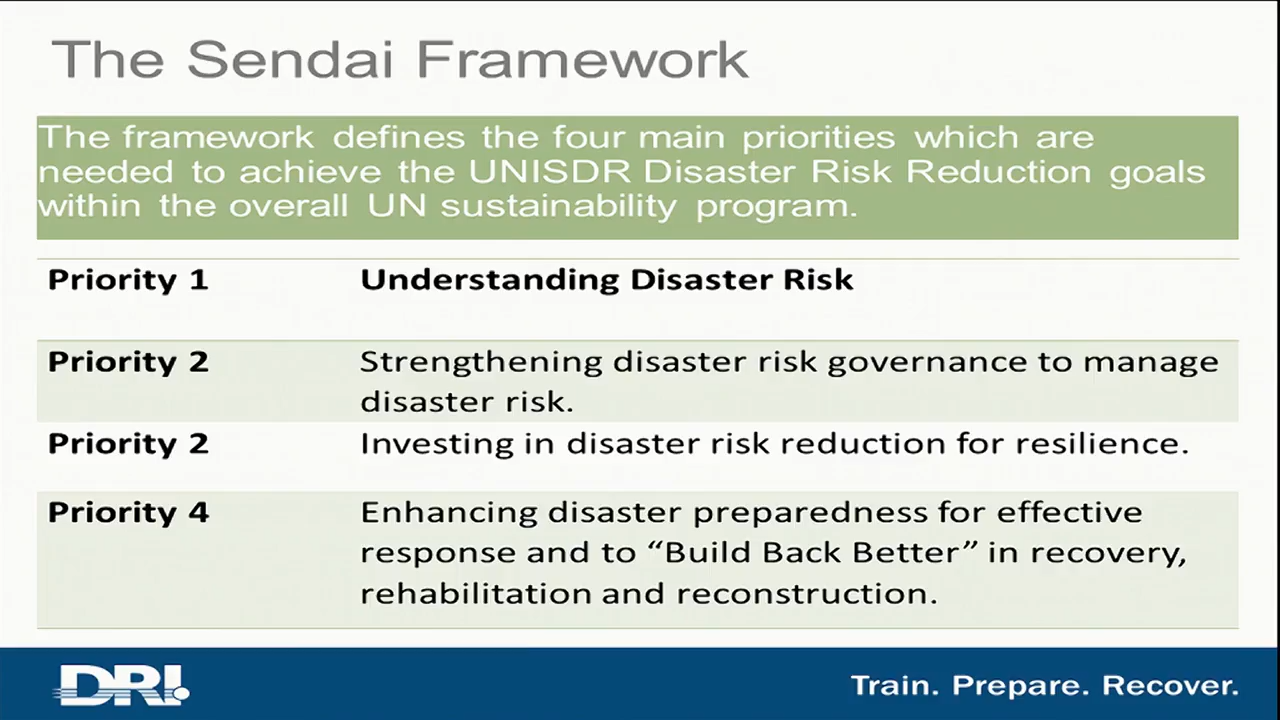 The Sendai Framework
The framework defines the four main priorities which are
needed to achieve the UNISDR Disaster Risk Reduction goals
within the overall UN sustainability program.
Priority 1 Understanding Disaster Risk
Priority 2 Strengthening disaster risk governance to manage
disaster risk.
Priority 2 Investing in disaster risk reduction for resilience.
Priority 4 Enhancing disaster preparedness for effective
response and to “Build Back Better” in recovery,
rehabilitation and reconstruction.
DRI Train. Prepare. Recover.